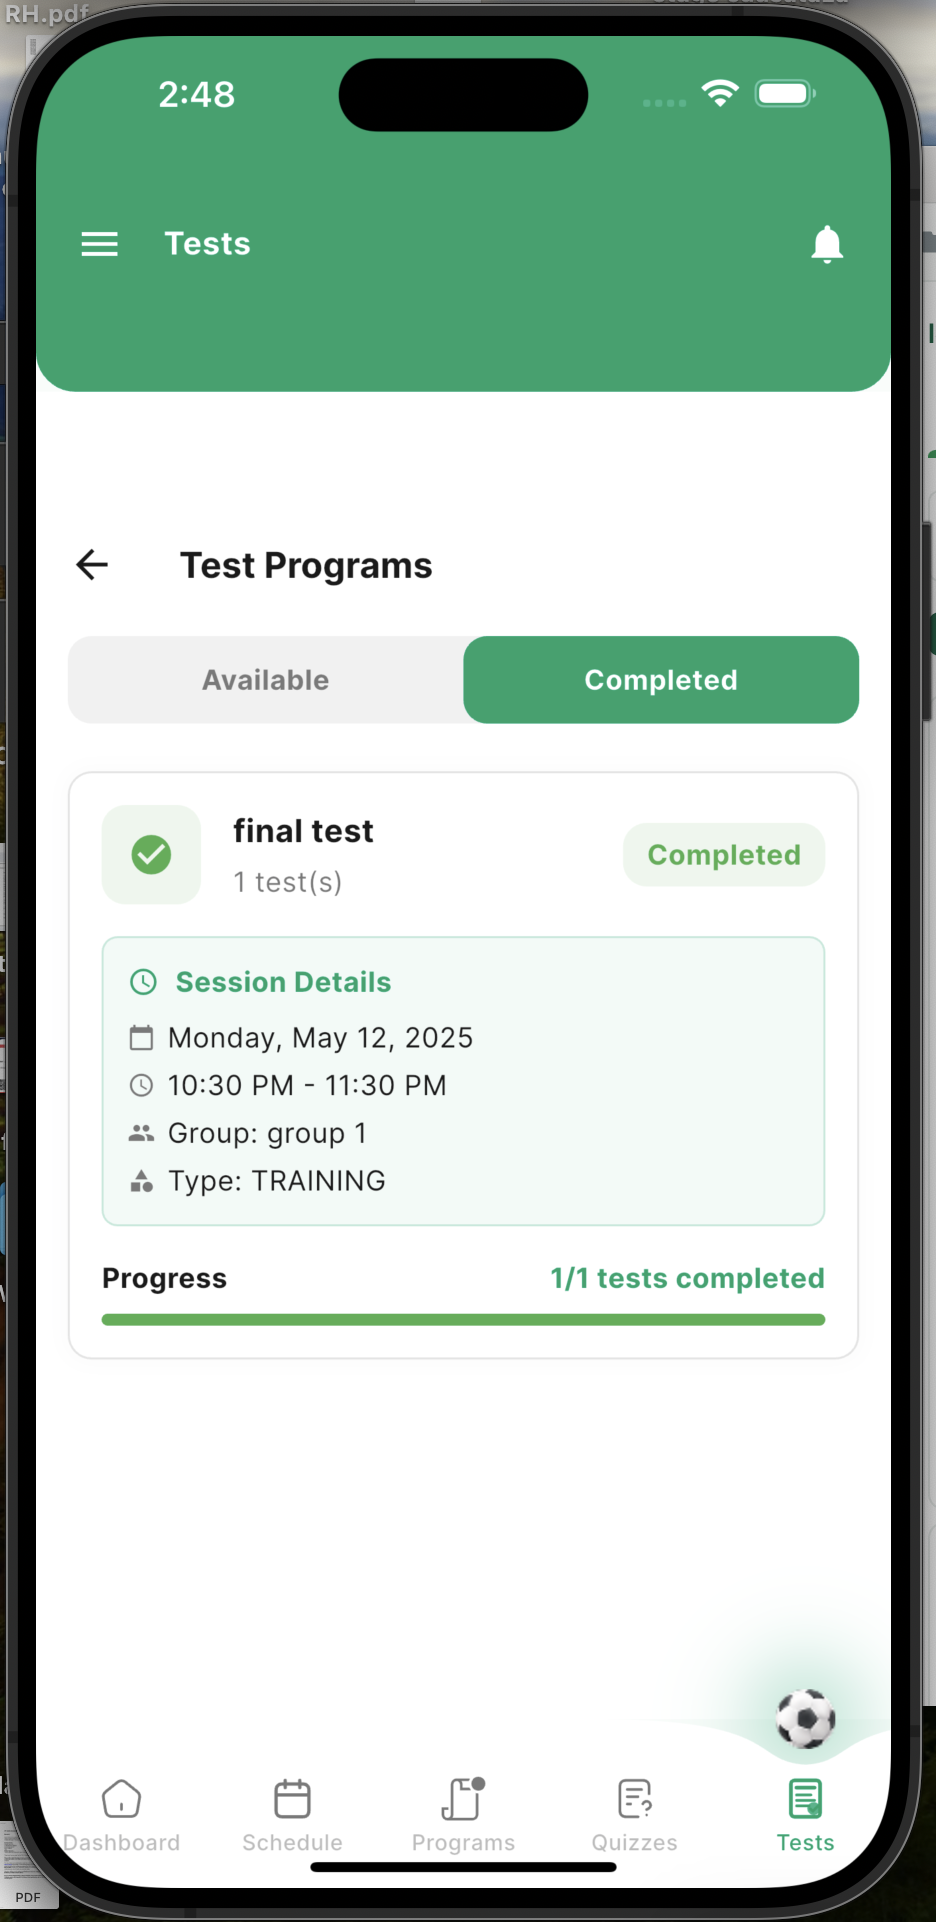 RH.pdf
2:48
Tests
Test Programs
Available
Completed
final test
Completed
1 test(s)
Session Details
Monday, May 12, 2025
10:30 PM - 11:30 PM
Group: group 1
Type: TRAINING
Progress
1/1 tests completed
Dashboard
Schedule
Programs
Quizzes
Tests
PDF